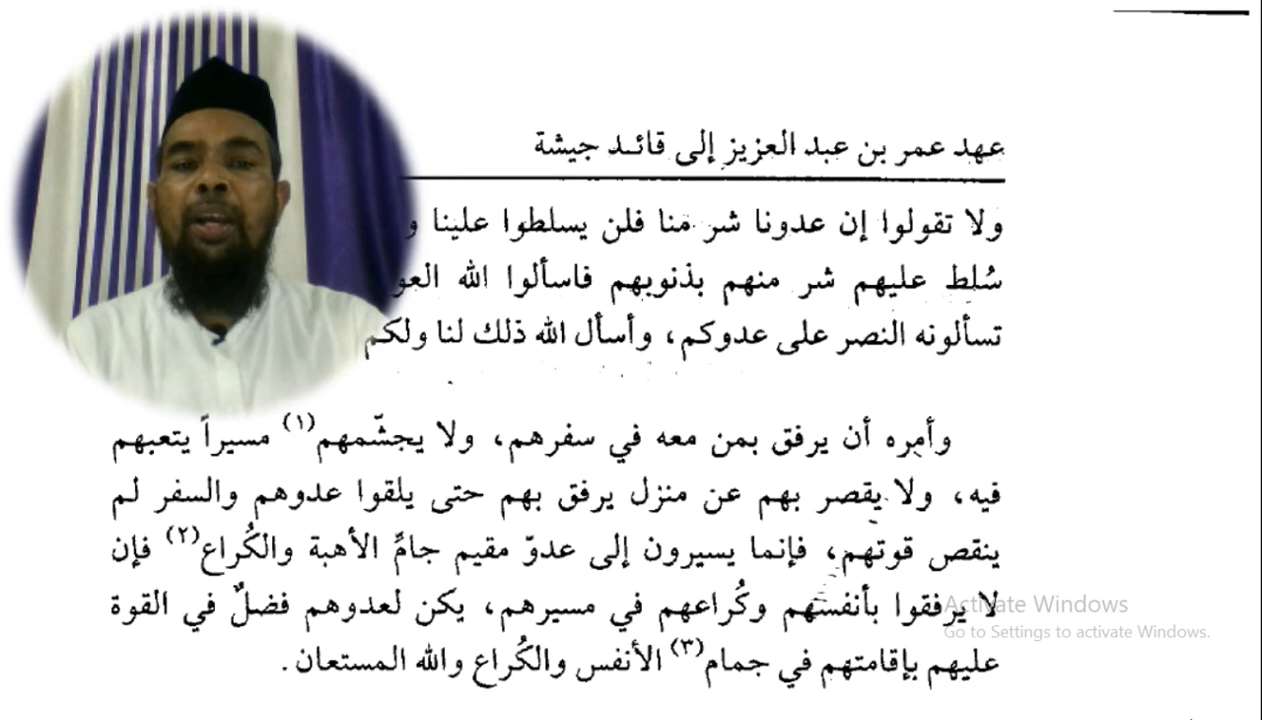 عهد عمر بن عبد العزيز إلى قائد جيشة
ولا تقولوا إن عدونا شر منا فلن يسلطوا علينا و
سُلط عليهم شر منهم بذنوبهم فاسألوا الله العو
تسألونه النصر على عدوكم، وأسأل الله ذلك لنا ولكم
وأمره أن يرفق بمن معه في سفرهم، ولا يجشّمهم(١) مسيراً يتعبهم
فيه، ولا يقصر بهم عن منزل يرفق بهم حتى يلقوا عدوهم والسفر لم
ينقص قوتهم، فإنما يسيرون إلى عدوّ مقيم جامِّ الأهبة والكُراع(٢) فإن
لا يرفقوا بأنفسهم وكُراعهم في مسيرهم، يكن لعدوهم فضلٌ في القوة
عليهم بإقامتهم في جمام(٣) الأنفس والكُراع والله المستعان.
Activate Windows
Go to Settings to activate Windows.